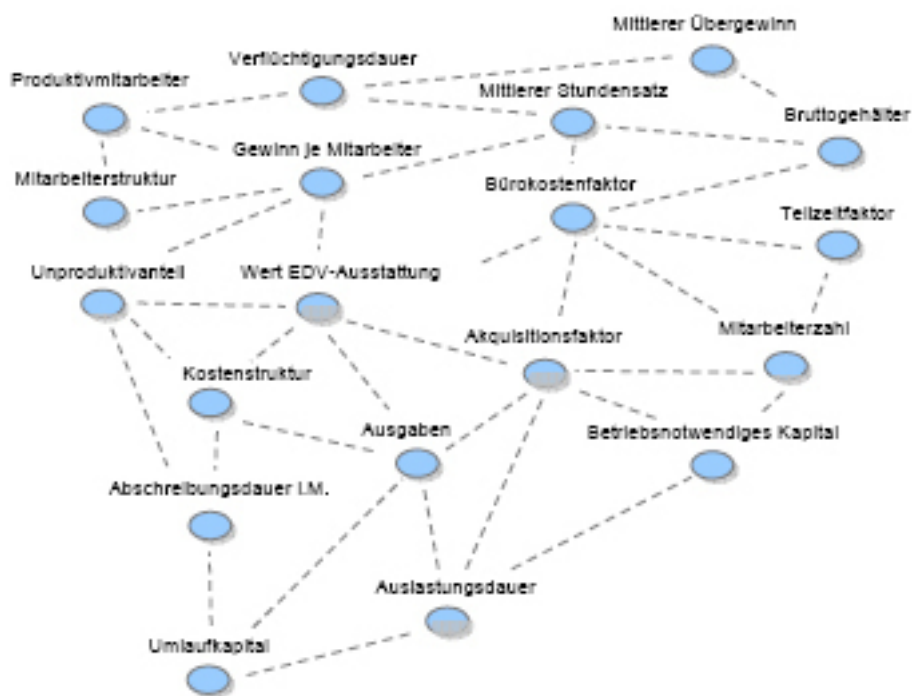 Mittlerer Übergewinn
Verflüchtigungsdauer
Produktivmitarbeiter
Mittlerer Stundensatz
Bruttogehälter
Gewinn je Mitarbeiter
Mitarbeiterstruktur
Bürokostenfaktor
Teilzeitfaktor
Unproduktivanteil
Wert EDV-Ausstattung
Akquisitionsfaktor
Mitarbeiterzahl
Kostenstruktur
Ausgaben
Betriebsnotwendiges Kapital
Abschreibungsdauer I.M.
Auslastungsdauer
Umlaufkapital